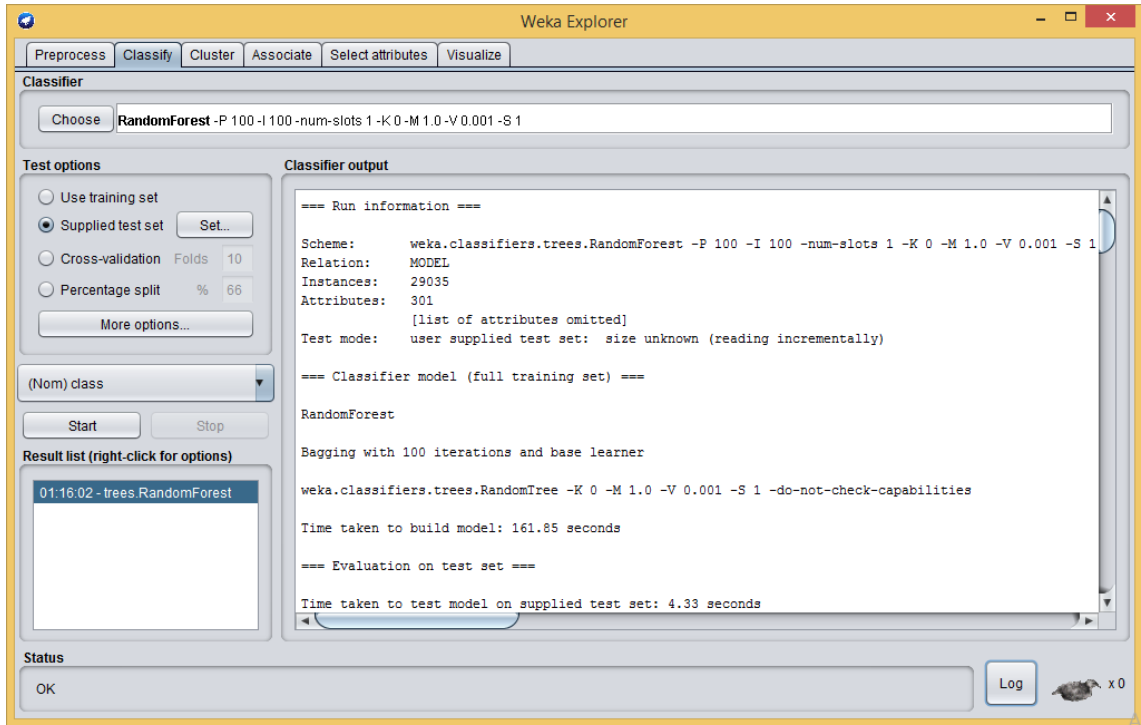 Weka Explorer
Preprocess Classify Cluster Associate Select attributes Visualize
Classifier
Choose RandomForest -P 100 -I 100 -num-slots 1 -K 0 -M 1.0 -V 0.001 -S 1
Test options
Use training set
Supplied test set Set...
Cross-validation Folds 10
Percentage split % 66
More options...
(Nom) class
Start Stop
Result list (right-click for options)
01:16:02 - trees.RandomForest
Classifier output
=== Run information ===
Scheme: weka.classifiers.trees.RandomForest -P 100 -I 100 -num-slots 1 -K 0 -M 1.0 -V 0.001 -S 1
Relation: MODEL
Instances: 29035
Attributes: 301
[list of attributes omitted]
Test mode: user supplied test set: size unknown (reading incrementally)
=== Classifier model (full training set) ===
RandomForest
Bagging with 100 iterations and base learner
weka.classifiers.trees.RandomTree -K 0 -M 1.0 -V 0.001 -S 1 -do-not-check-capabilities
Time taken to build model: 161.85 seconds
=== Evaluation on test set ===
Time taken to test model on supplied test set: 4.33 seconds
Status
OK
Log x 0